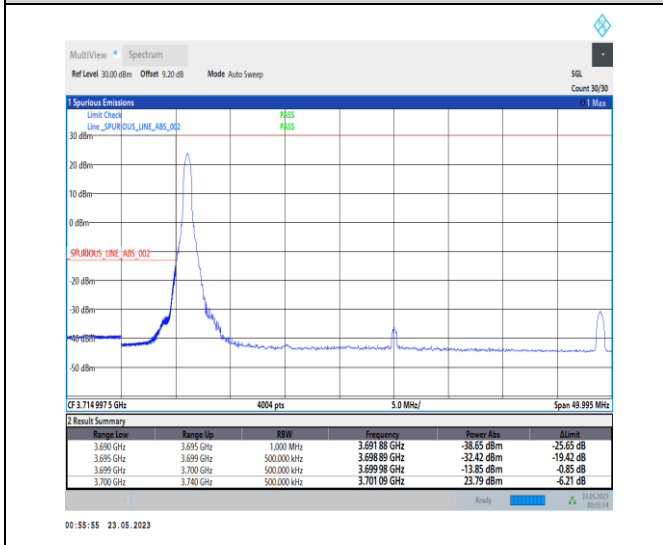 MultiView Spectrum
Ref Level 30.00 dBm Offset 9.20 dB Mode Auto Sweep SGL
Count 30/30
1 Spurious Emissions 1 Max
Limit Check PASS
Line _SPURIOUS_LINE_ABS_002 PASS
30 dBm
20 dBm
10 dBm
0 dBm
_SPURIOUS_LINE_ABS_002
-20 dBm
-30 dBm
-40 dBm
-50 dBm
CF 3.714 997 5 GHz 4004 pts 5.0 MHz/ Span 49.995 MHz
2 Result Summary
Range Low Range Up RBW Frequency Power Abs ΔLimit
3.690 GHz 3.695 GHz 1.000 MHz 3.691 88 GHz -38.65 dBm -25.65 dB
3.695 GHz 3.699 GHz 500.000 kHz 3.698 89 GHz -32.42 dBm -19.42 dB
3.699 GHz 3.700 GHz 500.000 kHz 3.699 98 GHz -13.85 dBm -0.85 dB
3.700 GHz 3.740 GHz 500.000 kHz 3.701 09 GHz 23.79 dBm -6.21 dB
Ready 23.05.2023
00:55:54
00:55:55 23.05.2023